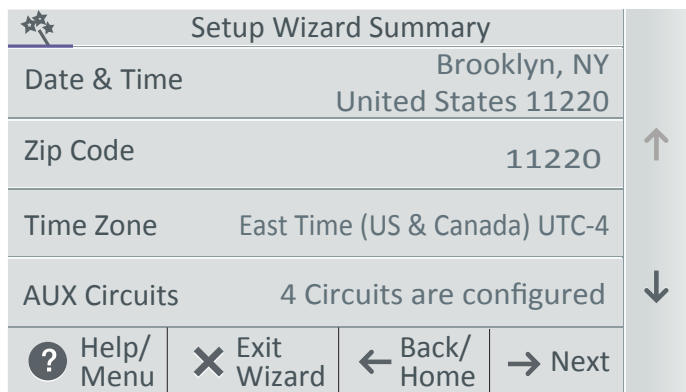 Setup Wizard Summary
Date & Time
Brooklyn, NY
United States 11220
Zip Code
11220
Time Zone
East Time (US & Canada) UTC-4
AUX Circuits
4 Circuits are configured
? Help/
Menu
Exit
Wizard
Back/
Home
Next